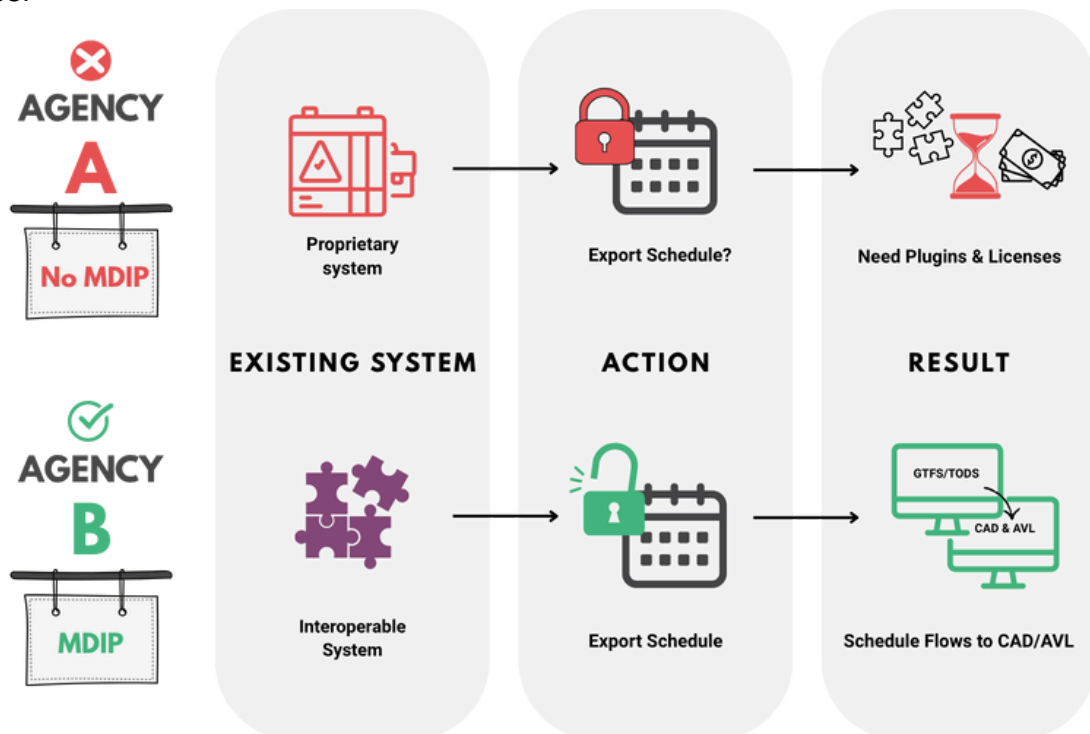 AGENCY
A
No MDIP
Proprietary
system
Export Schedule?
Need Plugins & Licenses
EXISTING SYSTEM
ACTION
RESULT
AGENCY
B
MDIP
Interoperable
System
Export Schedule
GTFS/TODS
CAD & AVL
Schedule Flows to CAD/AVL